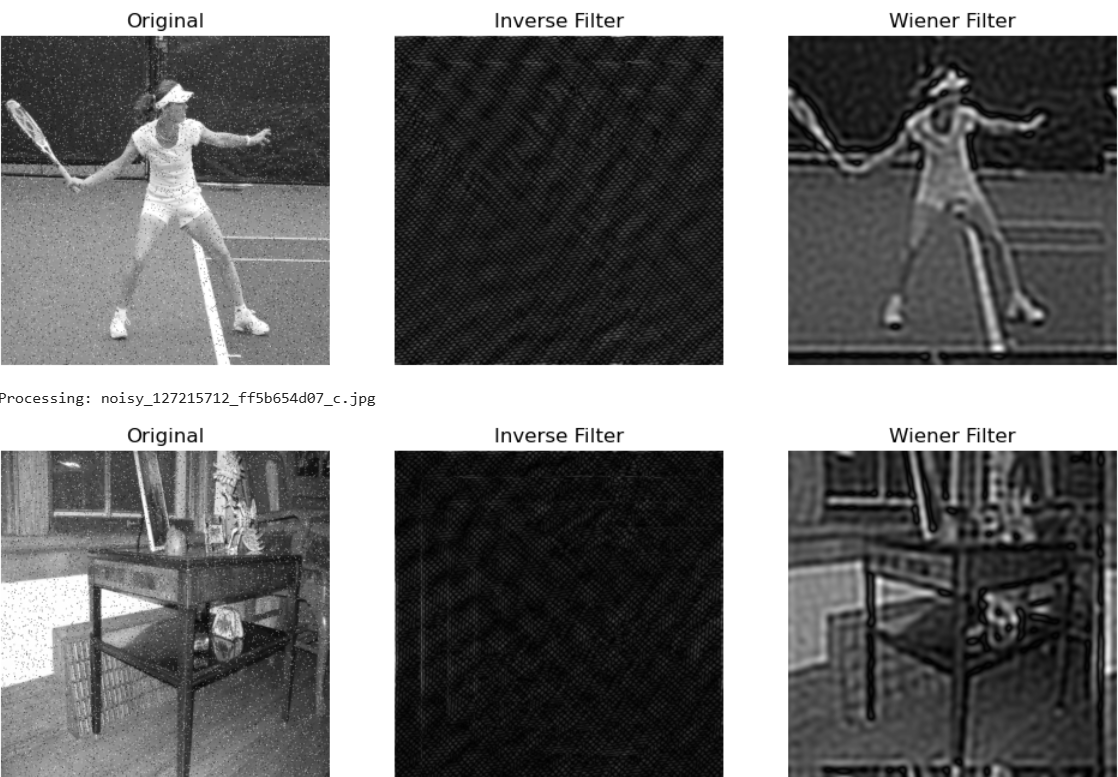 Original Inverse Filter Wiener Filter
Processing: noisy_127215712_ff5b654d07_c.jpg
Original Inverse Filter Wiener Filter